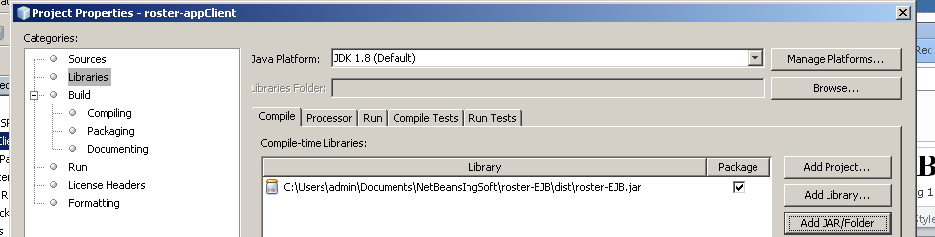 Project Properties - roster-appClient
Categories:
Sources
Libraries
Build
Compiling
Packaging
Documenting
Run
License Headers
Formatting
Java Platform: JDK 1.8 (Default) Manage Platforms...
Libraries Folder: Browse...
Compile Processor Run Compile Tests Run Tests
Compile-time Libraries:
Library Package
C:\Users\admin\Documents\NetBeansIngSoft\roster-EJB\dist\roster-EJB.jar
Add Project...
Add Library...
Add JAR/Folder